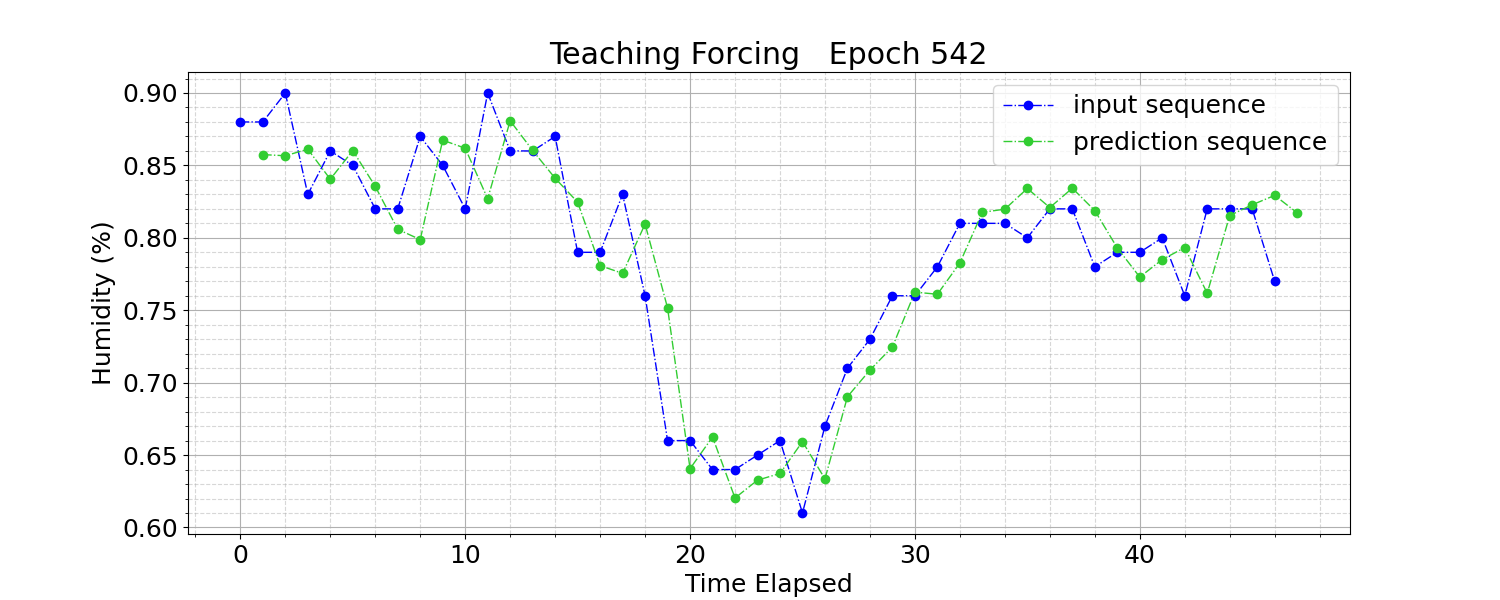 Teaching Forcing   Epoch 542
input sequence
prediction sequence
Humidity (%)
0.90
0.85
0.80
0.75
0.70
0.65
0.60
0 10 20 30 40
Time Elapsed